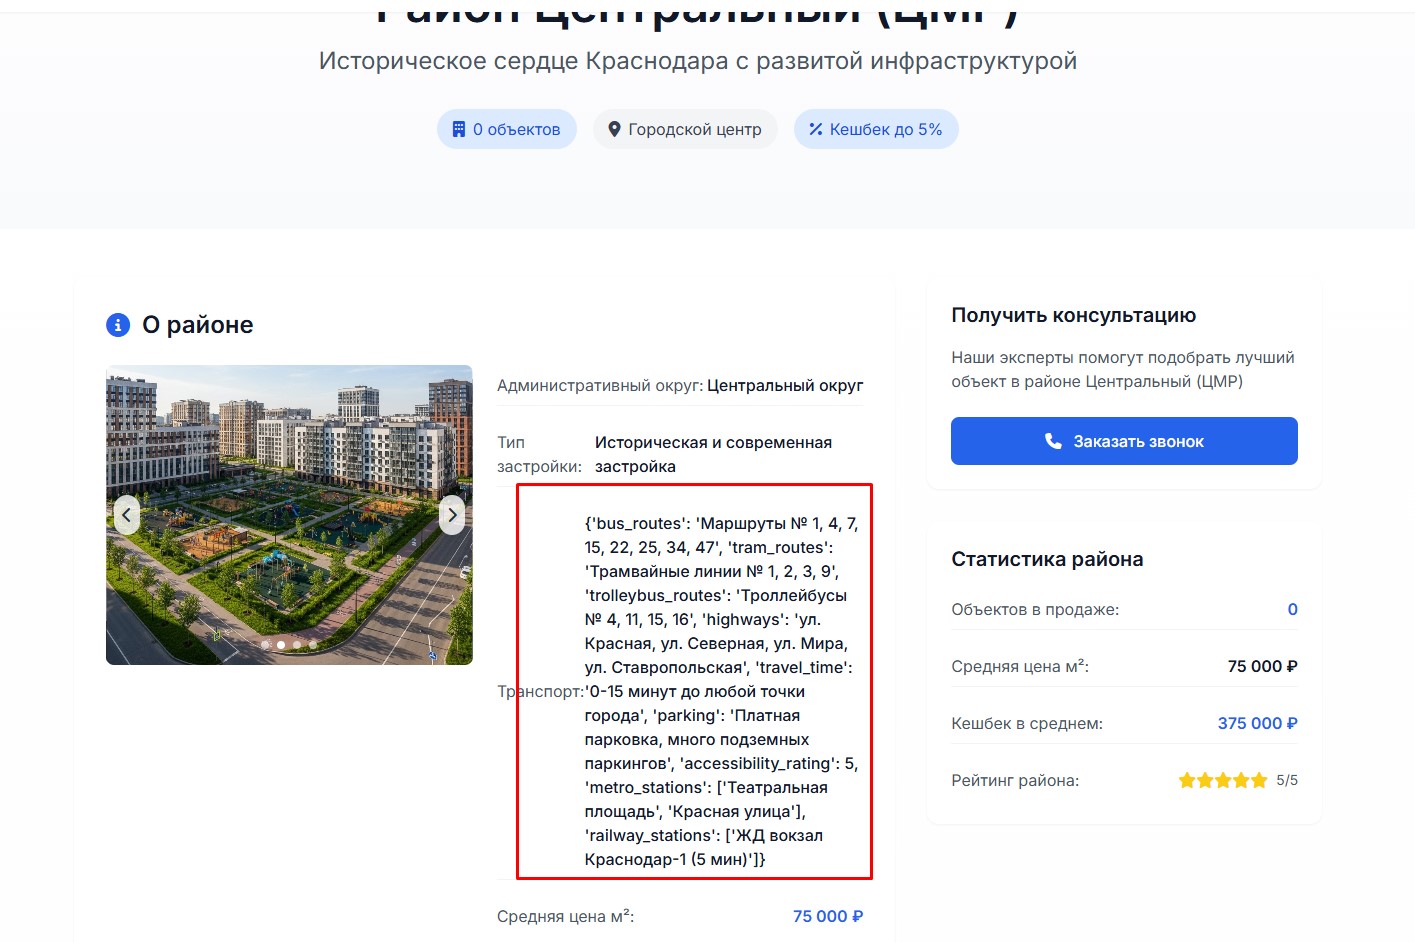 Район Центральный (ЦМР)
Историческое сердце Краснодара с развитой инфраструктурой
0 объектов
Городской центр
Кешбек до 5%
О районе
Административный округ: Центральный округ
Тип застройки:
Историческая и современная застройка
Транспорт:
{'bus_routes': 'Маршруты № 1, 4, 7,
15, 22, 25, 34, 47', 'tram_routes':
'Трамвайные линии № 1, 2, 3, 9',
'trolleybus_routes': 'Троллейбусы
№ 4, 11, 15, 16', 'highways': 'ул.
Красная, ул. Северная, ул. Мира,
ул. Ставропольская', 'travel_time':
'0-15 минут до любой точки
города', 'parking': 'Платная
парковка, много подземных
паркингов', 'accessibility_rating': 5,
'metro_stations': ['Театральная
площадь', 'Красная улица'],
'railway_stations': ['ЖД вокзал
Краснодар-1 (5 мин)']}
Средняя цена м²: 75 000 ₽
Получить консультацию
Наши эксперты помогут подобрать лучший
объект в районе Центральный (ЦМР)
Заказать звонок
Статистика района
Объектов в продаже: 0
Средняя цена м²: 75 000 ₽
Кешбек в среднем: 375 000 ₽
Рейтинг района: 5/5